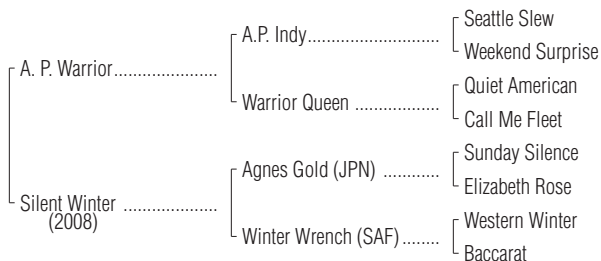 Seattle Slew
A.P. Indy...........................
Weekend Surprise
A. P. Warrior.....................
Quiet American
Warrior Queen .................
Call Me Fleet
Sunday Silence
Agnes Gold (JPN) ............
Elizabeth Rose
Silent Winter ...................
(2008)
Western Winter
Winter Wrench (SAF)........
Baccarat